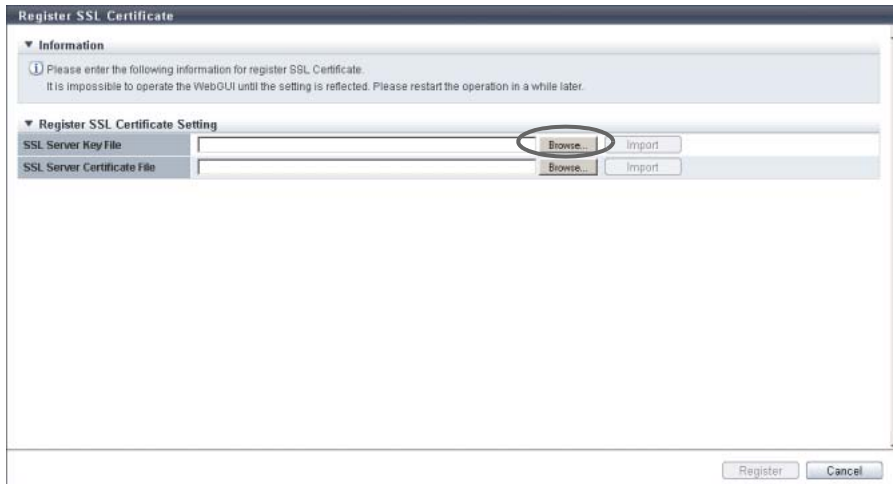 Register SSL Certificate
▼ Information
Please enter the following information for register SSL Certificate.
It is impossible to operate the WebGUI until the setting is reflected. Please restart the operation in a while later.
▼ Register SSL Certificate Setting
SSL Server Key File Browse... Import
SSL Server Certificate File Browse... Import
Register Cancel